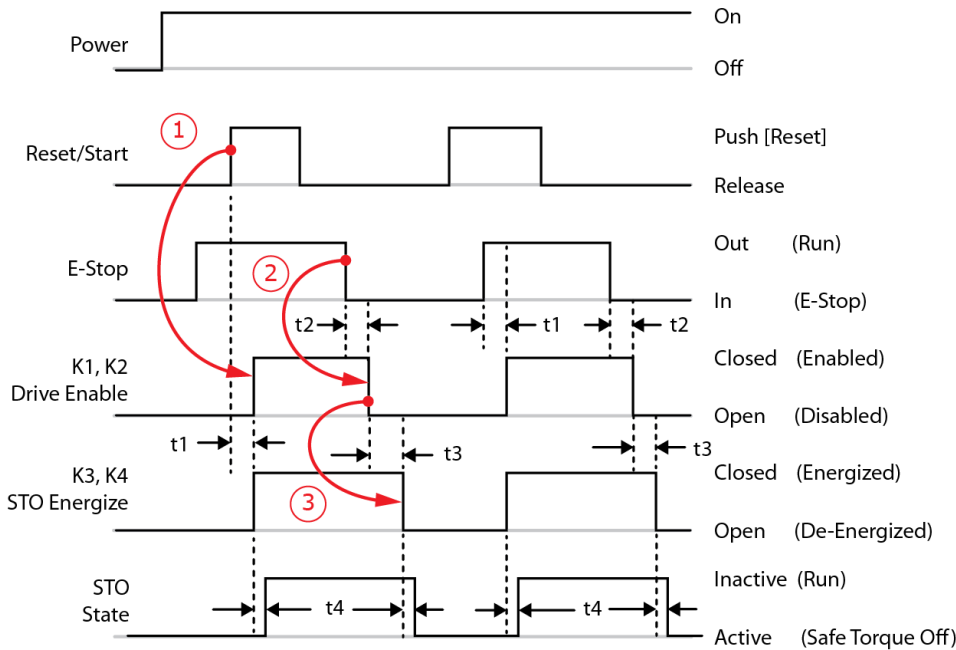 On
Power
Off
1
Push [Reset]
Reset/Start
Release
Out (Run)
2
E-Stop
In (E-Stop)
t2
t1
t2
K1, K2
Drive Enable
Closed (Enabled)
Open (Disabled)
t1
t3
t3
K3, K4
STO Energize
Closed (Energized)
3
Open (De-Energized)
STO
State
Inactive (Run)
t4
t4
Active (Safe Torque Off)